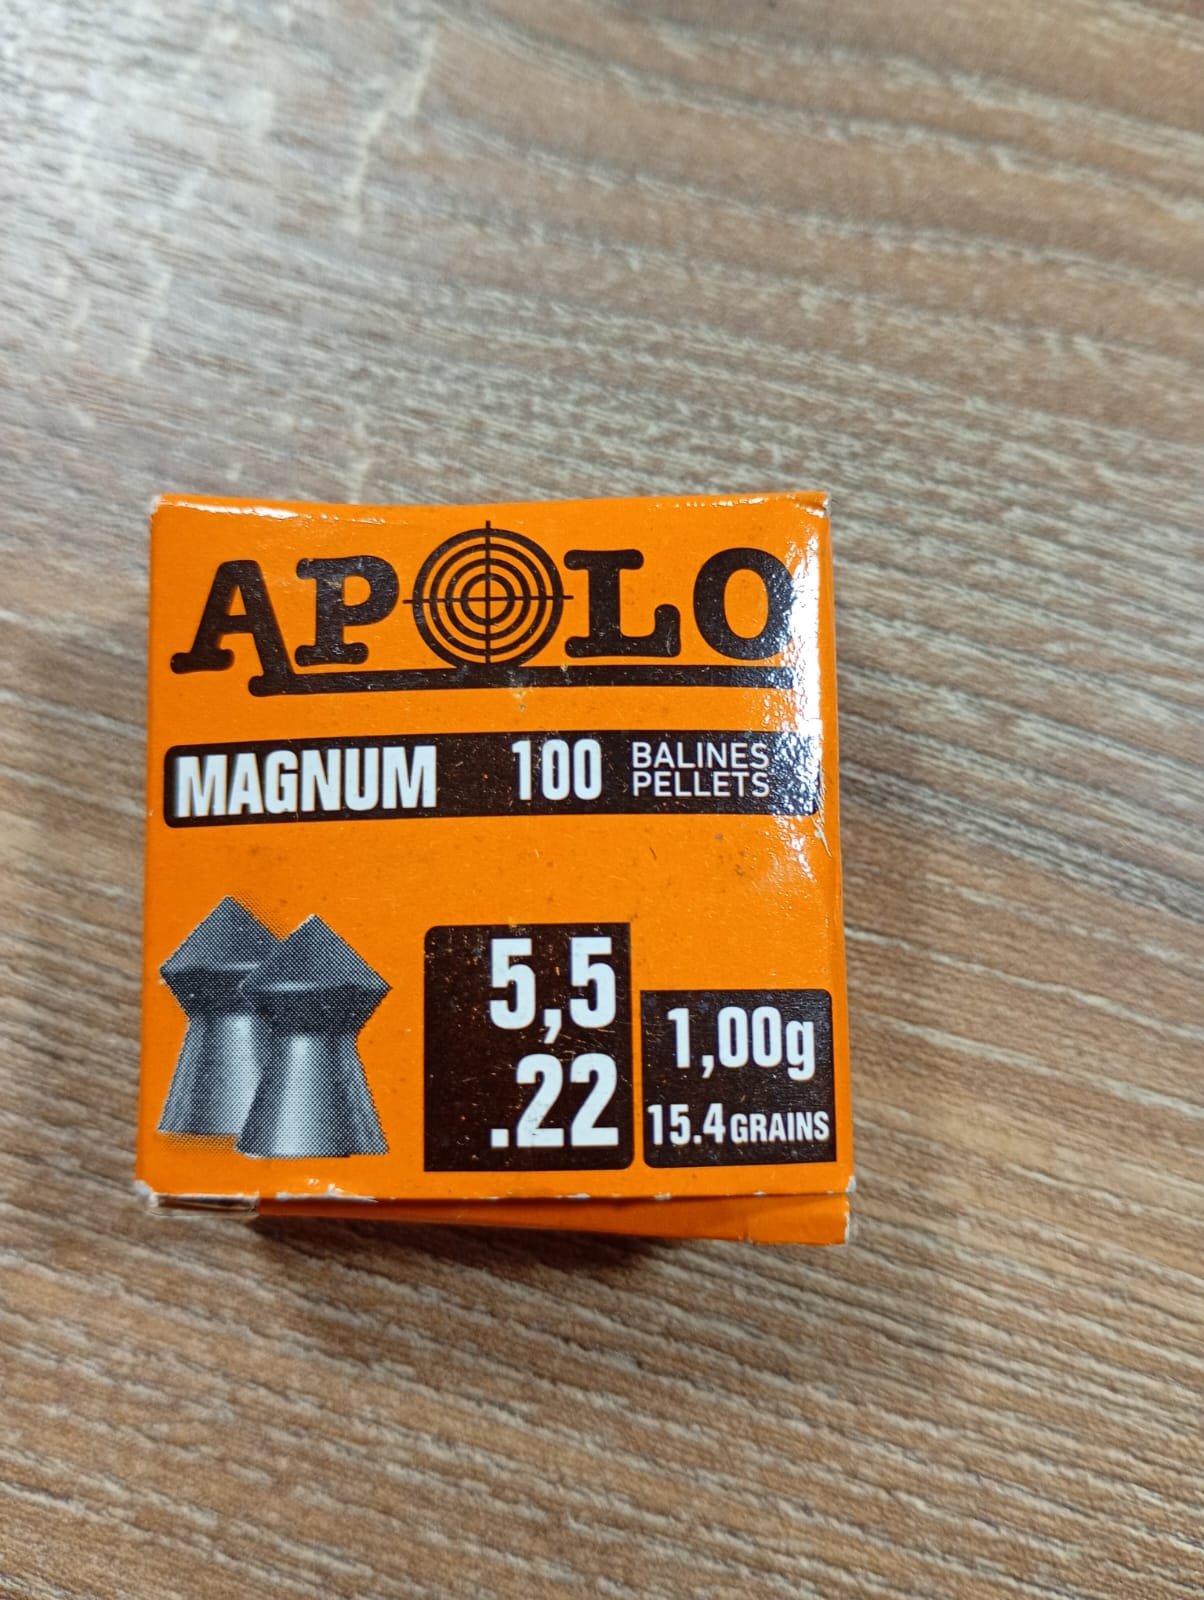 APOLO
MAGNUM 100 BALINES
PELLETS
5,5
.22
1,00g
15.4 GRAINS